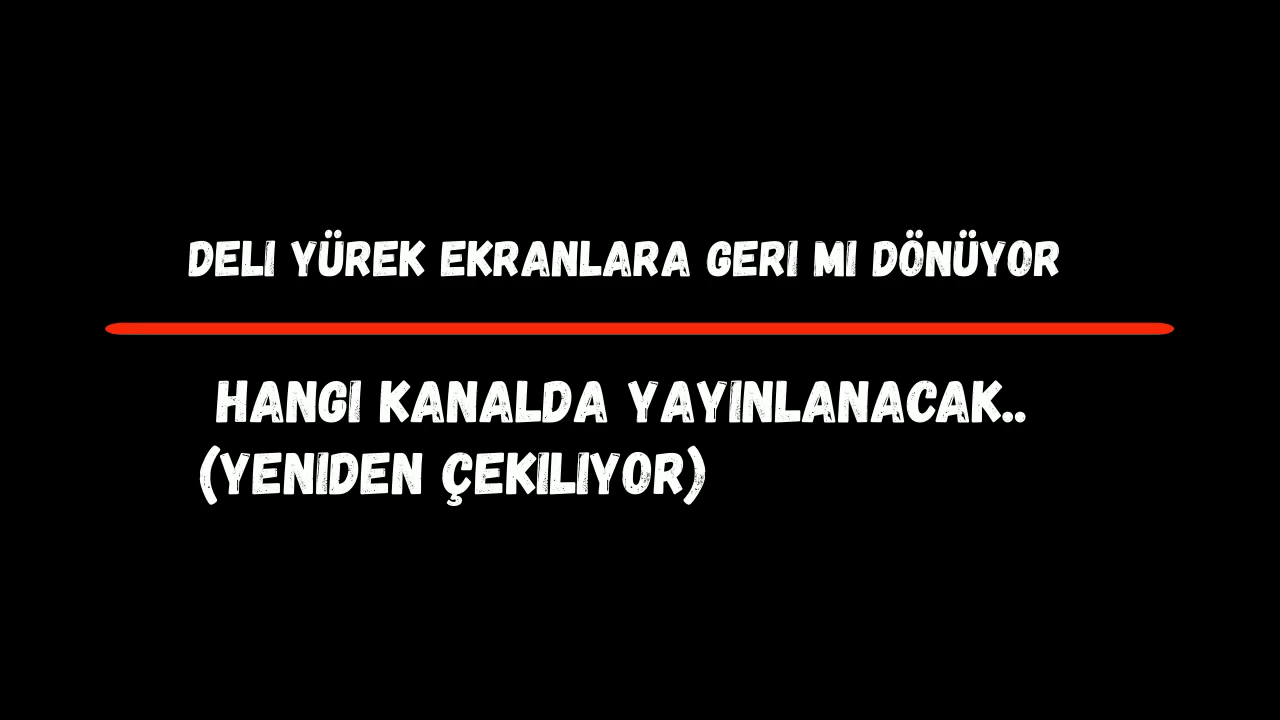 DELI YÜREK EKRANLARA GERI MI DÖNÜYOR
HANGI KANALDA YAYINLANACAK..
(YENIDEN ÇEKILIYOR)